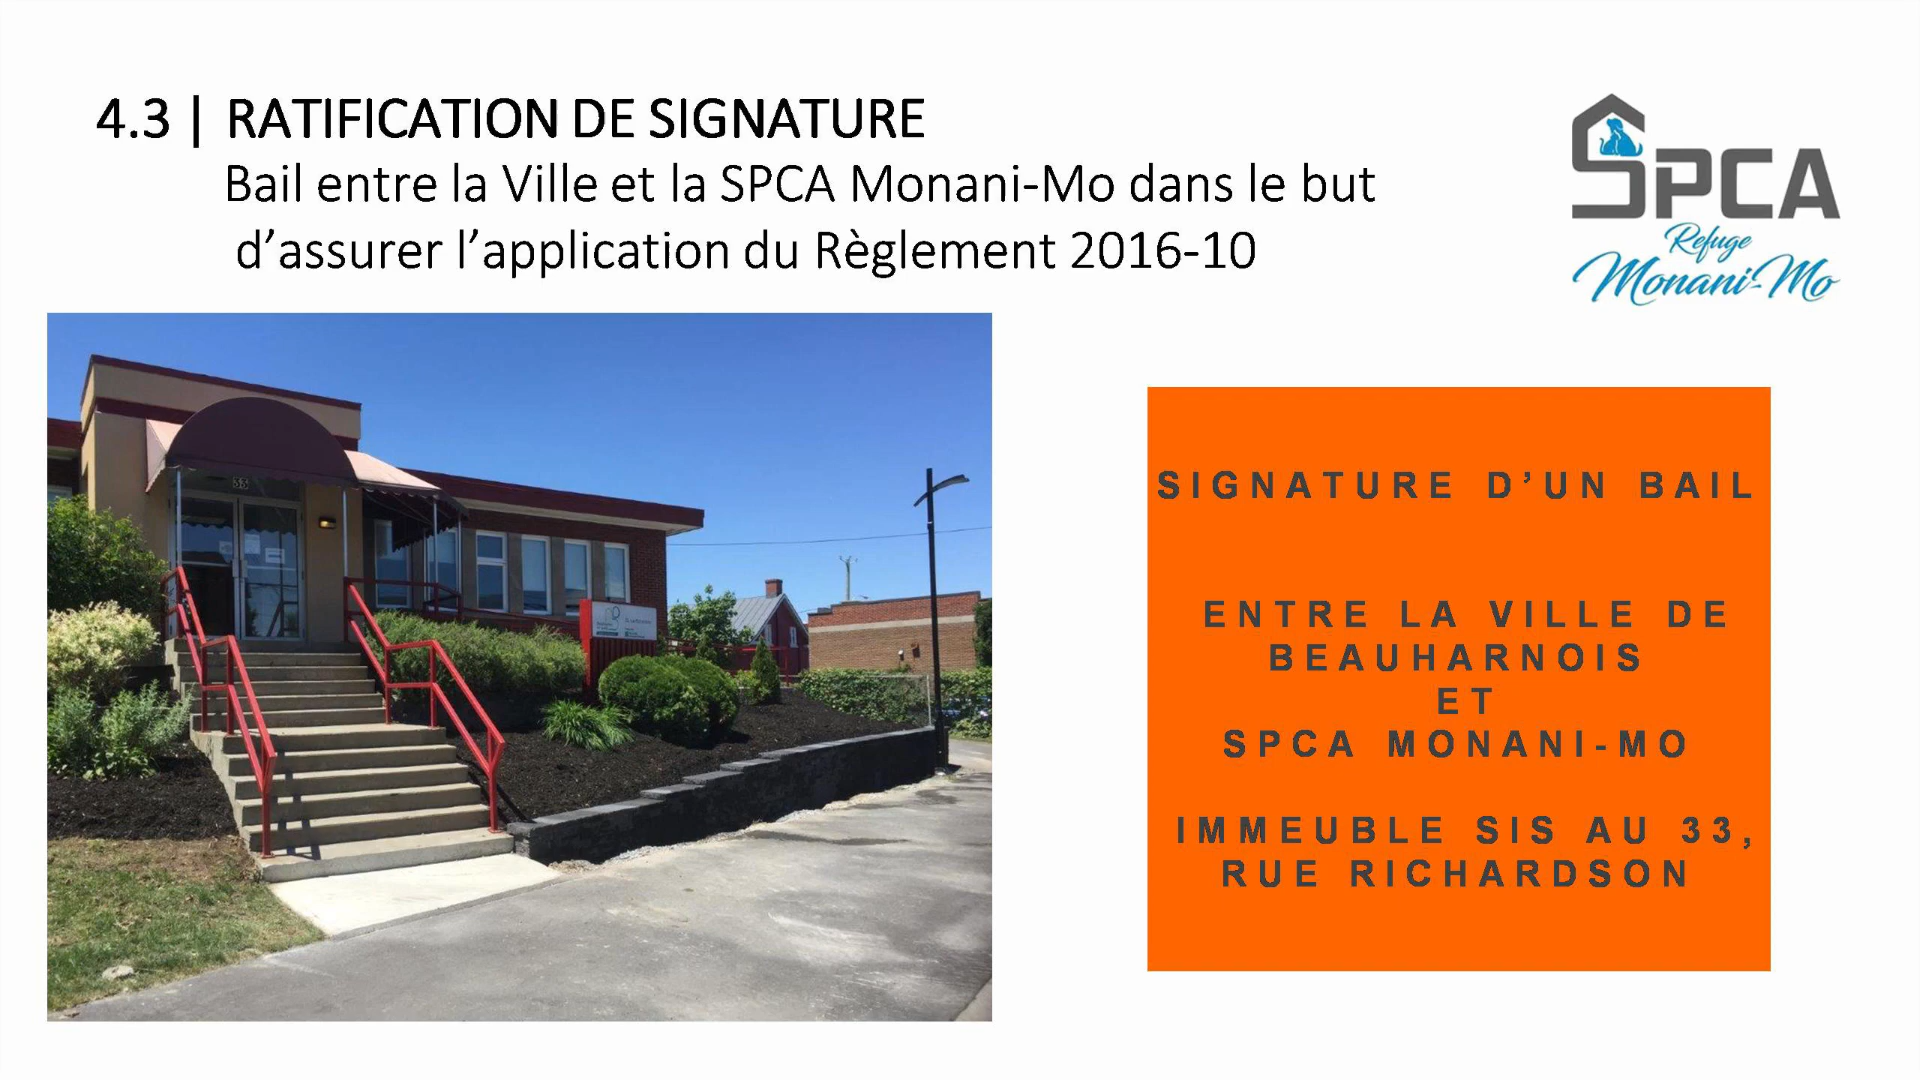 4.3 | RATIFICATION DE SIGNATURE
Bail entre la Ville et la SPCA Monani-Mo dans le but
d’assurer l’application du Règlement 2016-10
SPCA
Refuge
Monani-Mo
33
SIGNATURE D’UN BAIL
ENTRE LA VILLE DE
BEAUHARNOIS
ET
SPCA MONANI-MO
IMMEUBLE SIS AU 33,
RUE RICHARDSON